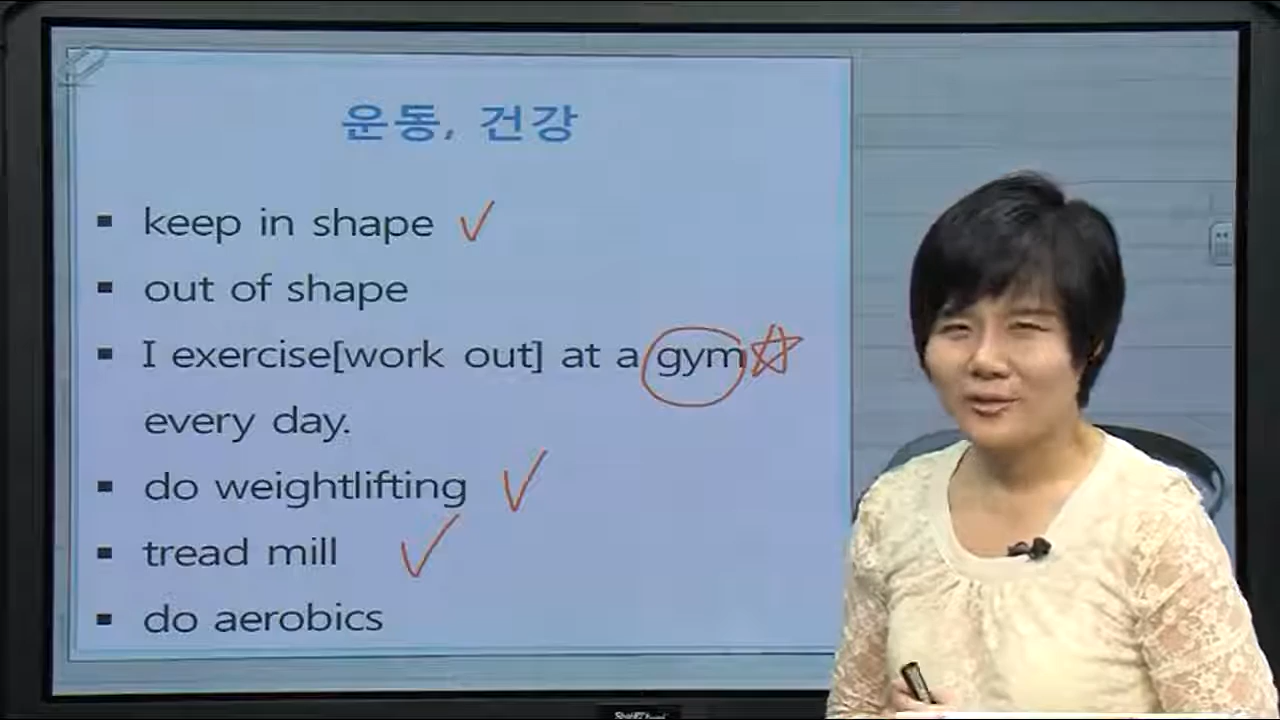 운동, 건강
▪ keep in shape
▪ out of shape
▪ I exercise[work out] at a gym
every day.
▪ do weightlifting
▪ tread mill
▪ do aerobics